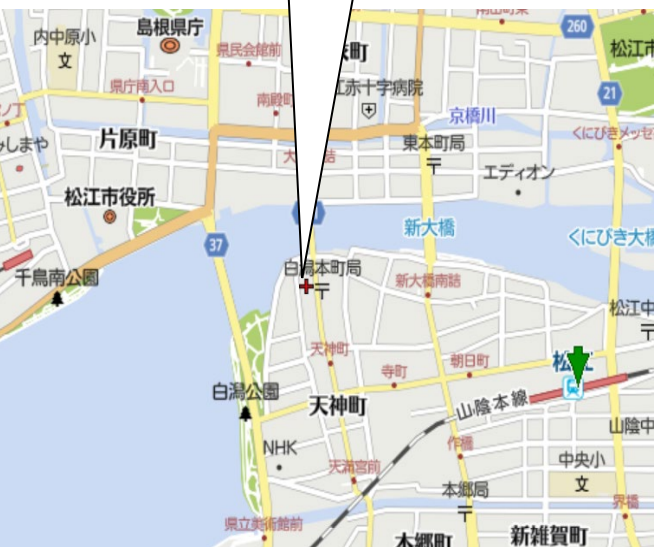 260
内中原小
文
島根県庁
県民会館前
松江市
県庁南入口
21
南殿町
京橋川
片原町
東本町局
くにびきメッセ
しまや
エディオン
松江市役所
新大橋
37
くにびき大橋
千鳥南公園
白潟本町局
新大橋南詰
松江中
天神町
朝日町
松江
寺町
白潟公園
天神町
山陰本線
山陰中
NHK
作橋
中央小
文
天満宮前
本郷局
県立美術館前
界橋
本郷町
新雑賀町